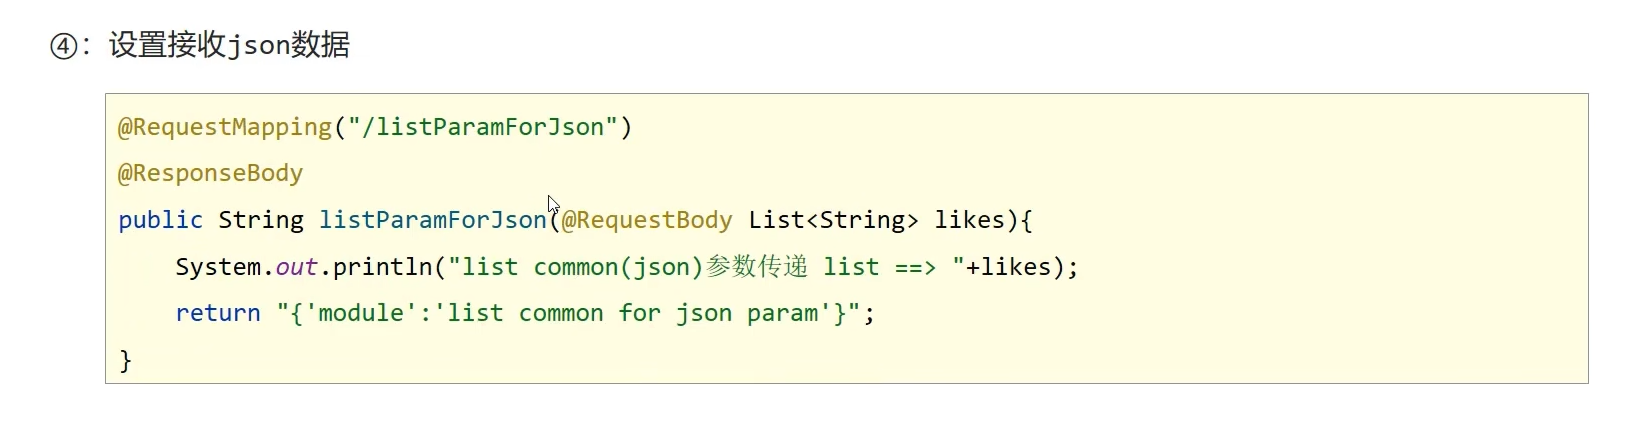 ④：设置接收json数据
@RequestMapping("/listParamForJson")
@ResponseBody
public String listParamForJson(@RequestBody List<String> likes){
    System.out.println("list common(json)参数传递 list ==> "+likes);
    return "{'module':'list common for json param'}";
}